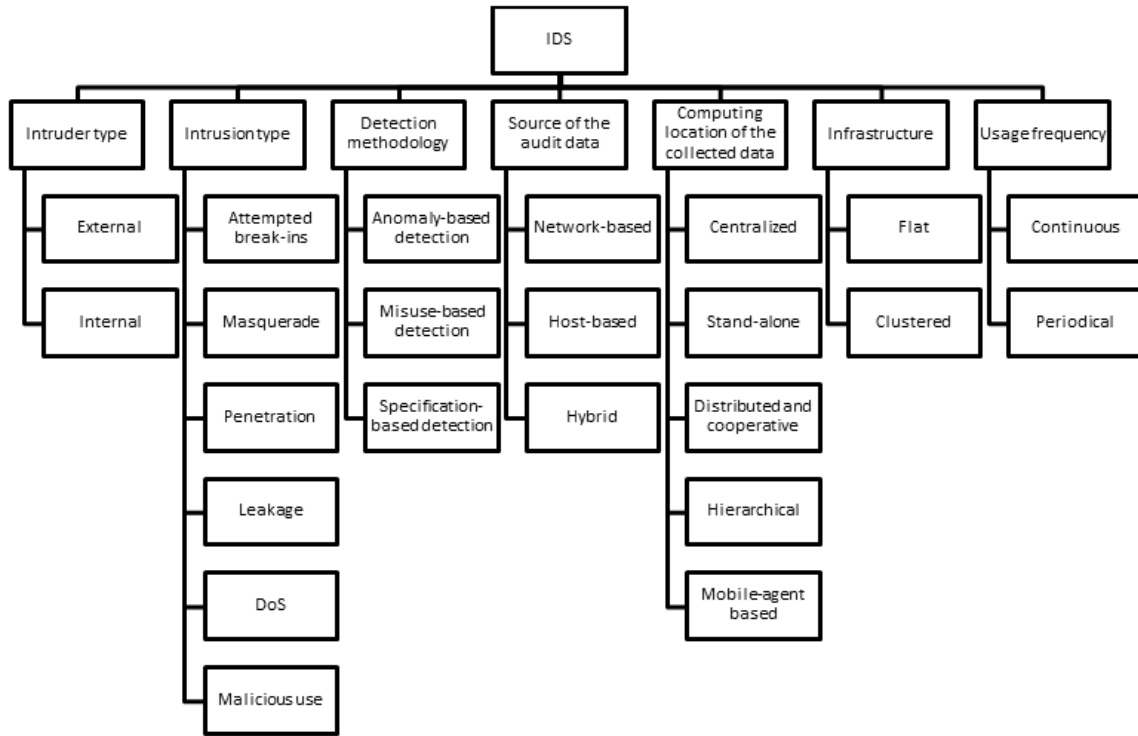 IDS
Intruder type
Intrusion type
Detection
methodology
Source of the
audit data
Computing
location of the
collected data
Infrastructure
Usage frequency
External
Internal
Attempted
break-ins
Masquerade
Penetration
Leakage
DoS
Malicious use
Anomaly-based
detection
Misuse-based
detection
Specification-
based detection
Network-based
Host-based
Hybrid
Centralized
Stand-alone
Distributed and
cooperative
Hierarchical
Mobile-agent
based
Flat
Clustered
Continuous
Periodical